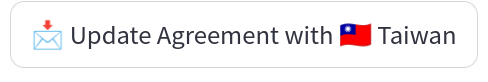 📩 Update Agreement with 🇹🇼 Taiwan